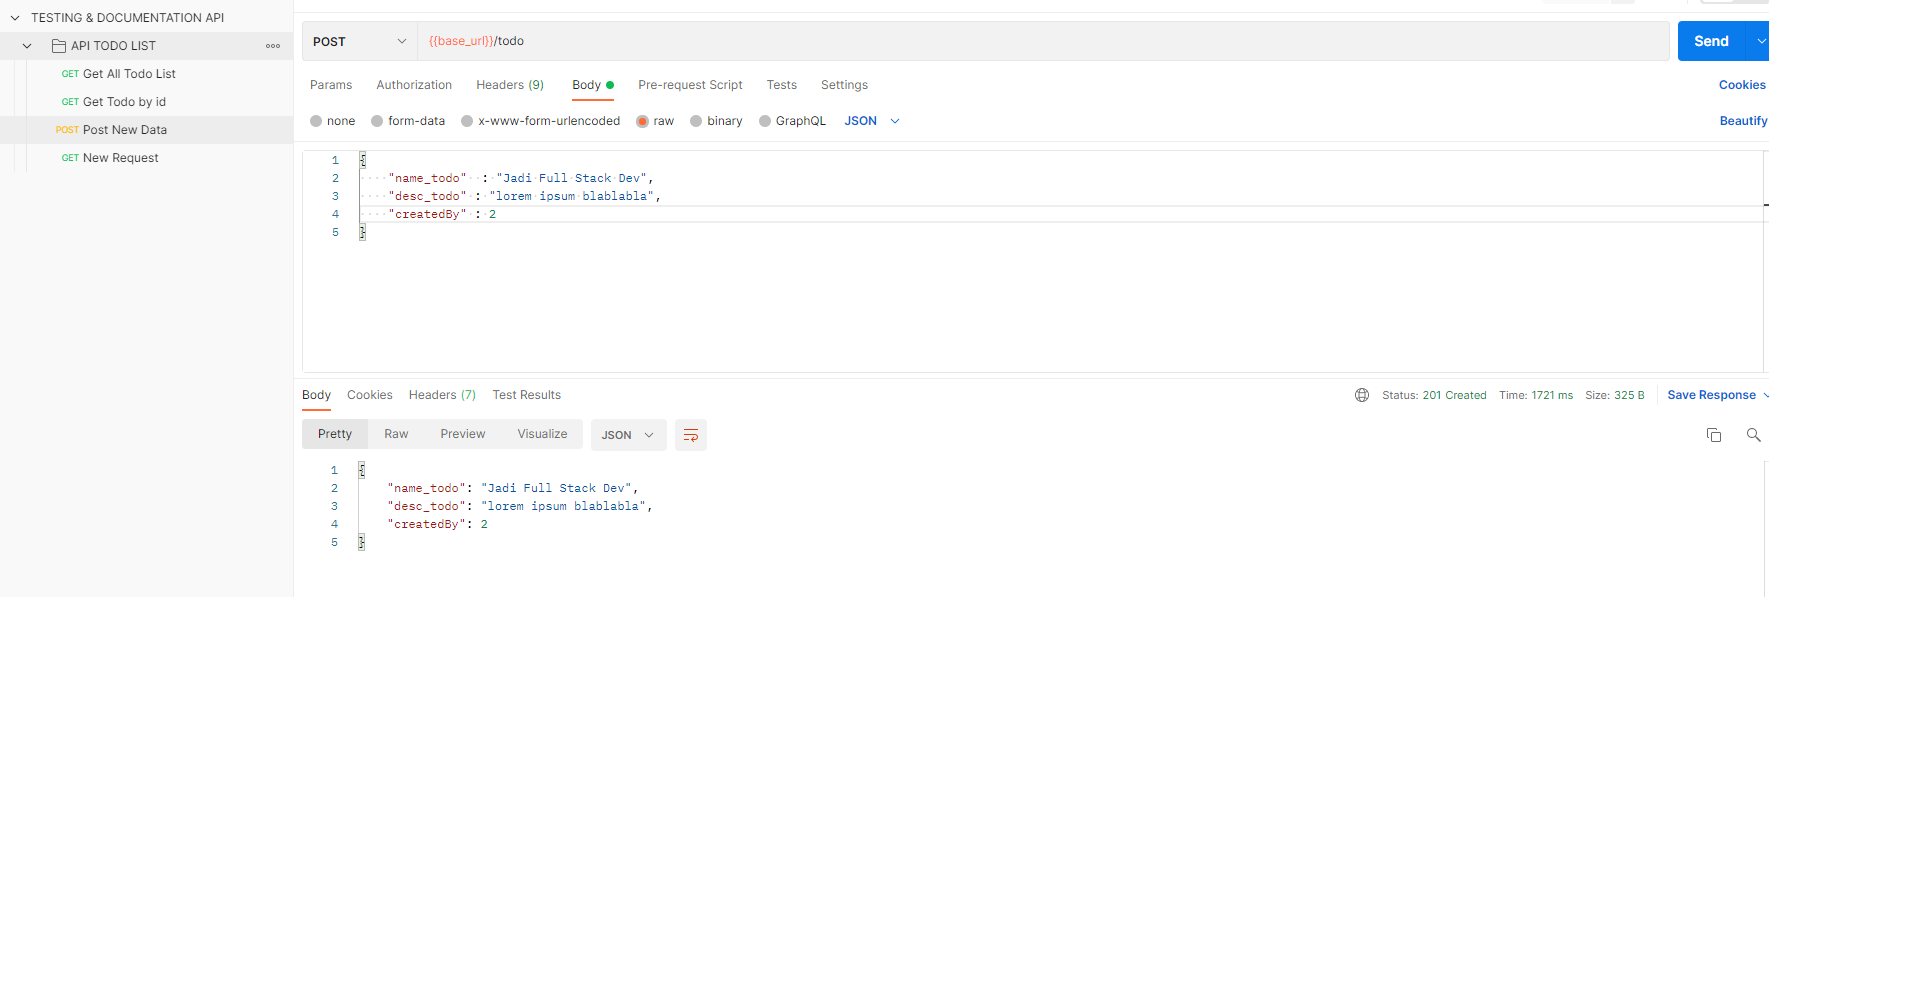 TESTING & DOCUMENTATION API
API TODO LIST
GET Get All Todo List
GET Get Todo by id
POST Post New Data
GET New Request
POST
{{base_url}}/todo
Send
Params Authorization Headers (9) Body Pre-request Script Tests Settings Cookies
none form-data x-www-form-urlencoded raw binary GraphQL JSON Beautify
1 {
2 "name_todo" : "Jadi Full Stack Dev",
3 "desc_todo" : "lorem ipsum blablabla",
4 "createdBy" : 2
5 }
Body Cookies Headers (7) Test Results Status: 201 Created Time: 1721 ms Size: 325 B Save Response
Pretty Raw Preview Visualize JSON
1 {
2 "name_todo": "Jadi Full Stack Dev",
3 "desc_todo": "lorem ipsum blablabla",
4 "createdBy": 2
5 }